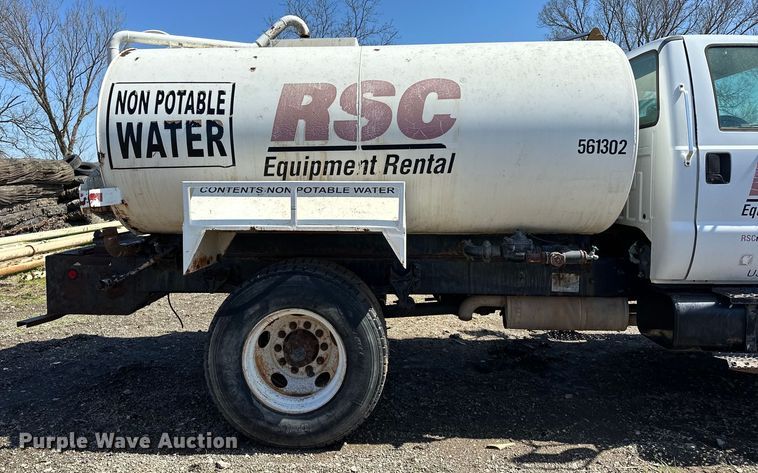 NON POTABLE
WATER
RSC
Equipment Rental
561302
CONTENTS NON POTABLE WATER
Purple Wave Auction